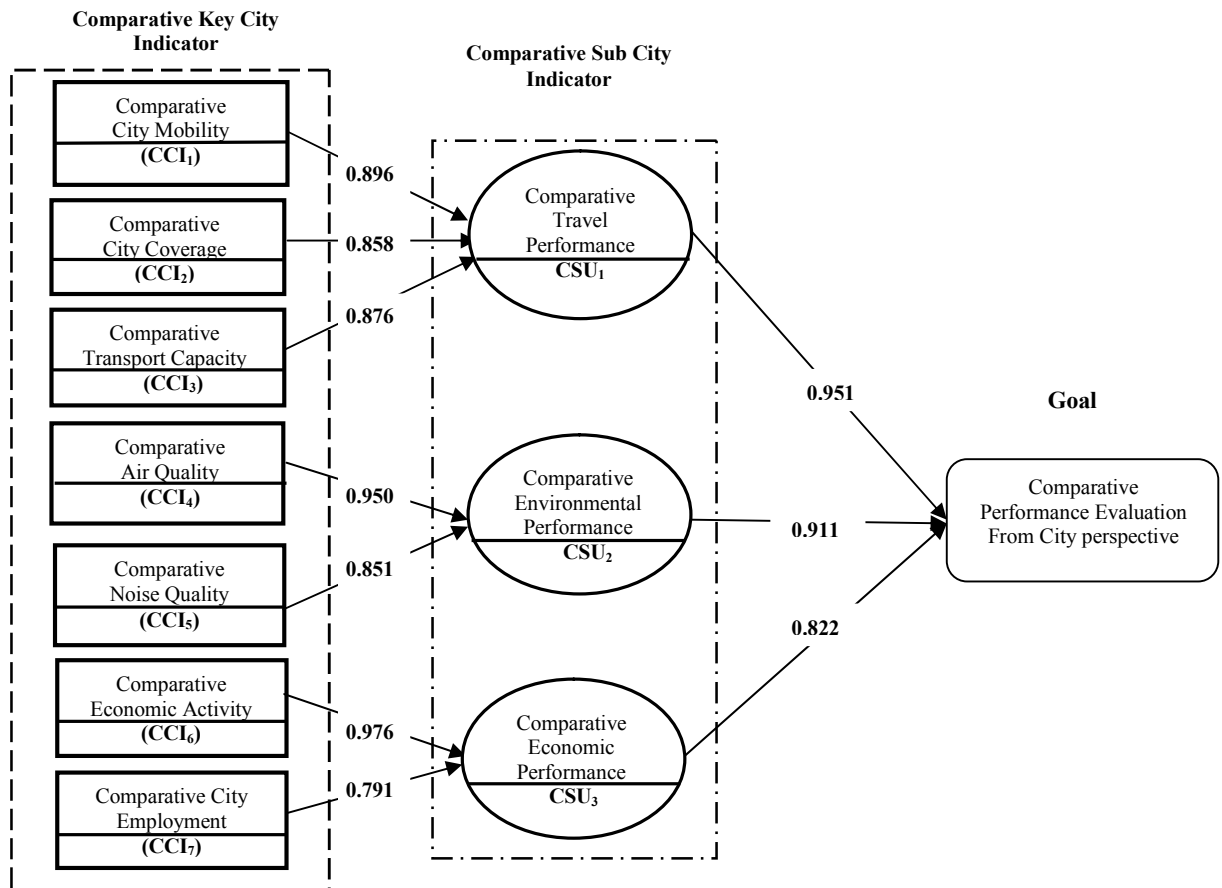 Comparative Key City
Indicator
Comparative
City Mobility
(CCI₁)
Comparative
City Coverage
(CCI₂)
Comparative
Transport Capacity
(CCI₃)
Comparative
Air Quality
(CCI₄)
Comparative
Noise Quality
(CCI₅)
Comparative
Economic Activity
(CCI₆)
Comparative City
Employment
(CCI₇)
0.896
0.858
0.876
0.950
0.851
0.976
0.791
Comparative Sub City
Indicator
Comparative
Travel
Performance
CSU₁
Comparative
Environmental
Performance
CSU₂
Comparative
Economic
Performance
CSU₃
0.951
0.911
0.822
Goal
Comparative
Performance Evaluation
From City perspective